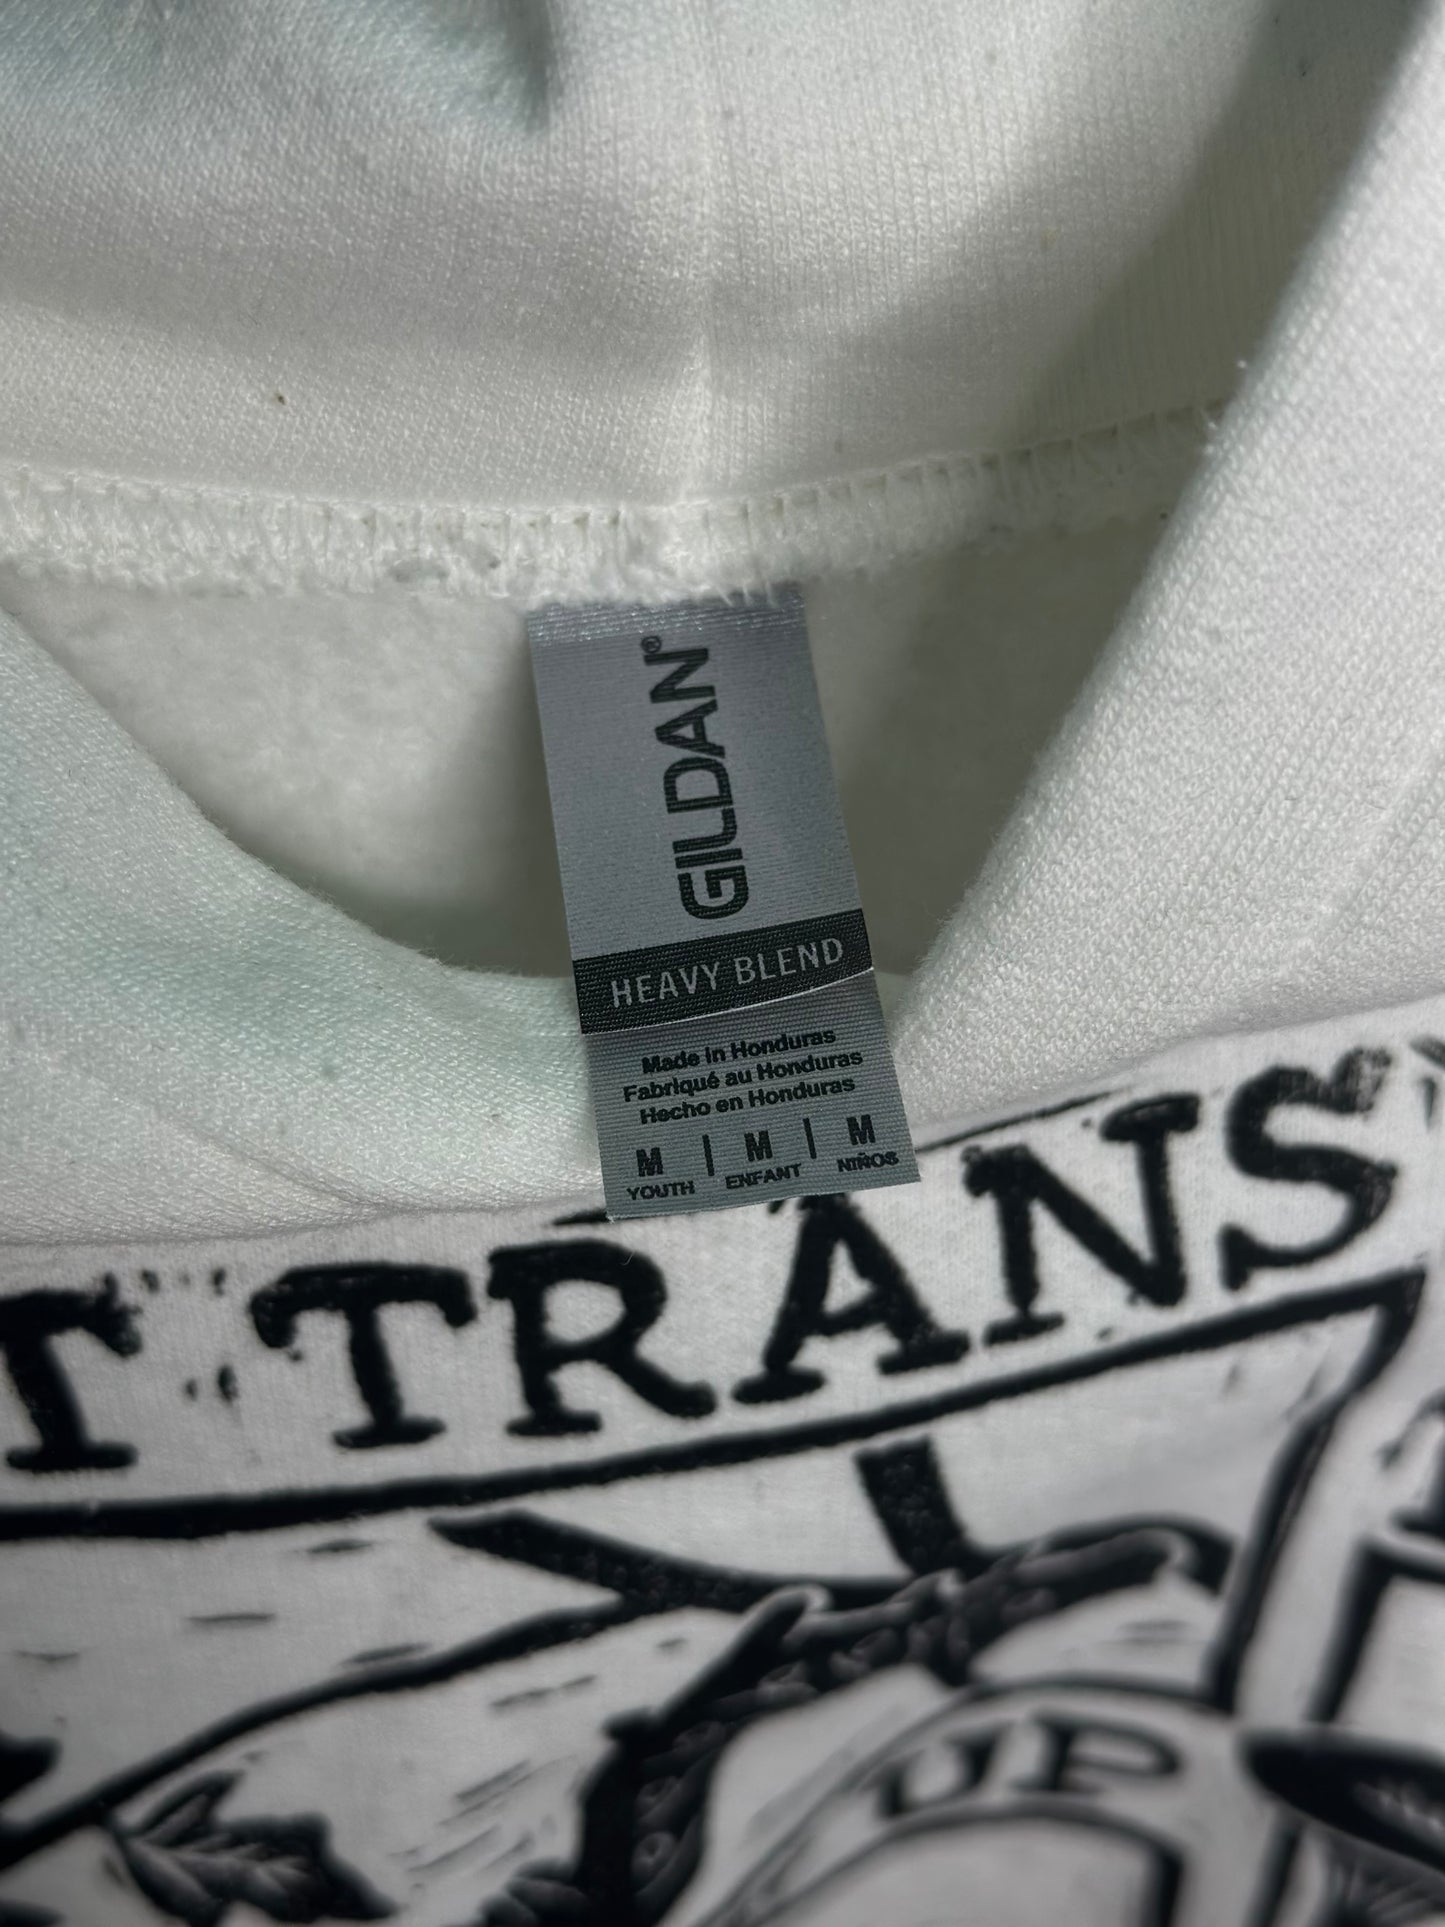 GILDAN®
HEAVY BLEND
Made in Honduras
Fabriqué au Honduras
Hecho en Honduras
M | M | M
YOUTH ENFANT NIÑOS
TRANS
UP